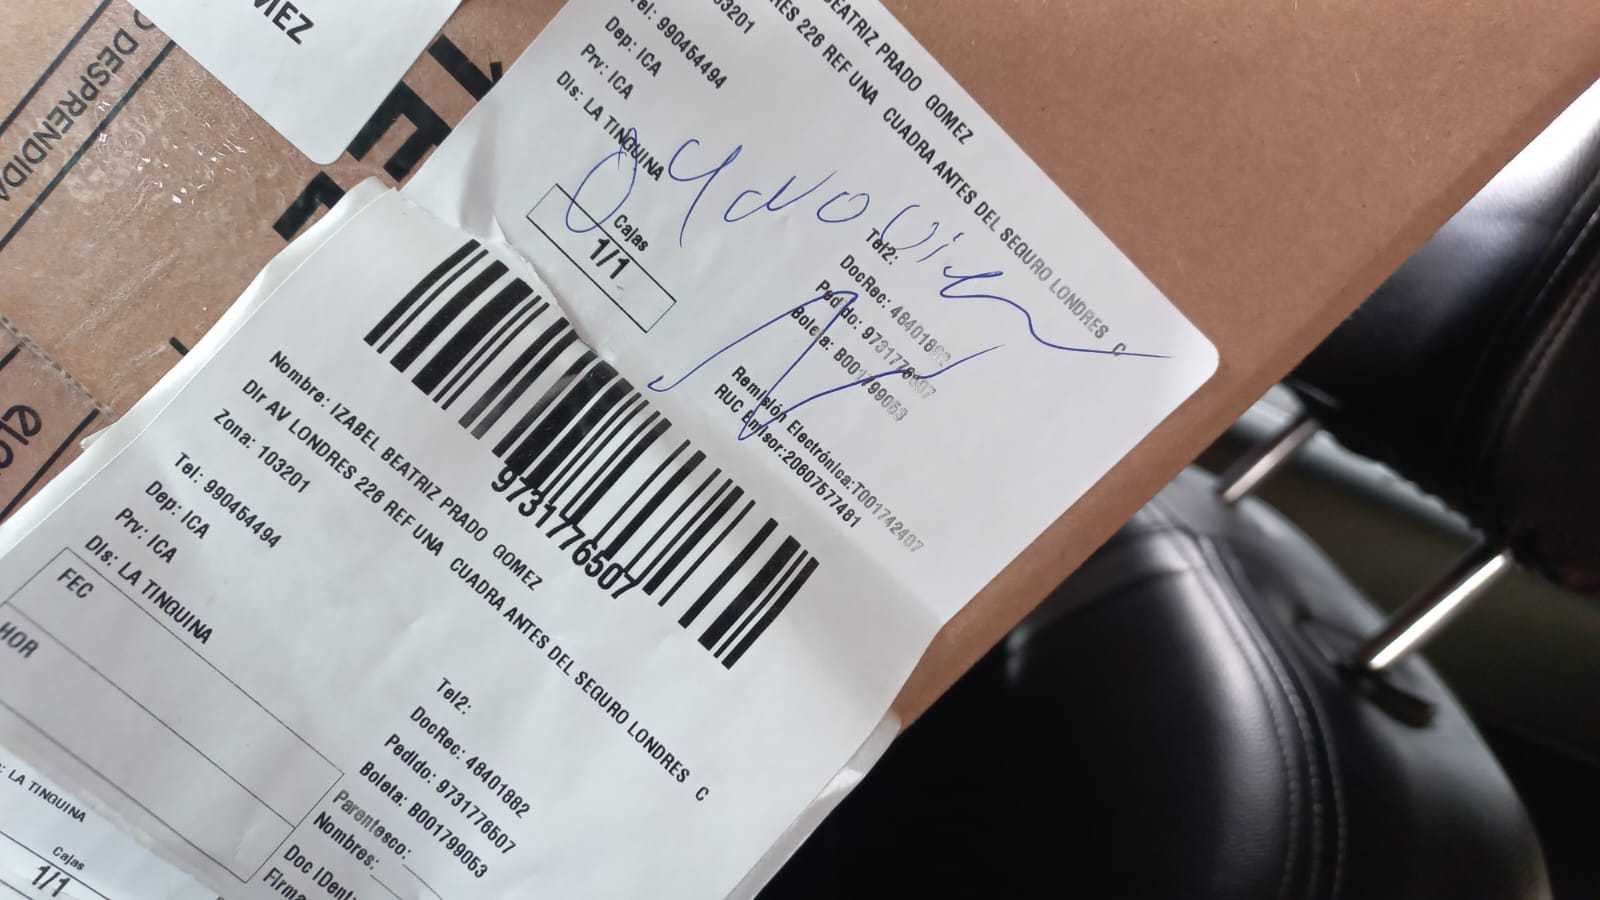 MEZ
O DESPRENDIDA
BEATRIZ PRADO GOMEZ
RES 226 REF UNA CUADRA ANTES DEL SEGURO LONDRES C
03201
Tel: 990454494
Dep: ICA
Prv: ICA
Dis: LA TINGUINA
Cajas
1/1
Tel2:
DocRec: 48401882
Pedido: 9731776507
Boleta: B001799053
Remisión Electrónica:T001742407
RUC Emisor:20607577481
9731776507
Nombre: IZABEL BEATRIZ PRADO GOMEZ
Dir AV LONDRES 226 REF UNA CUADRA ANTES DEL SEGURO LONDRES C
Zona: 103201
Tel: 990454494
Dep: ICA
Prv: ICA
Dis: LA TINGUINA
FEC
HOR
Tel2:
DocRec: 48401882
Pedido: 9731776507
Boleta: B001799053
Parentesco:
Nombres:
Doc IDent
Firma
: LA TINGUINA
Cajas
1/1